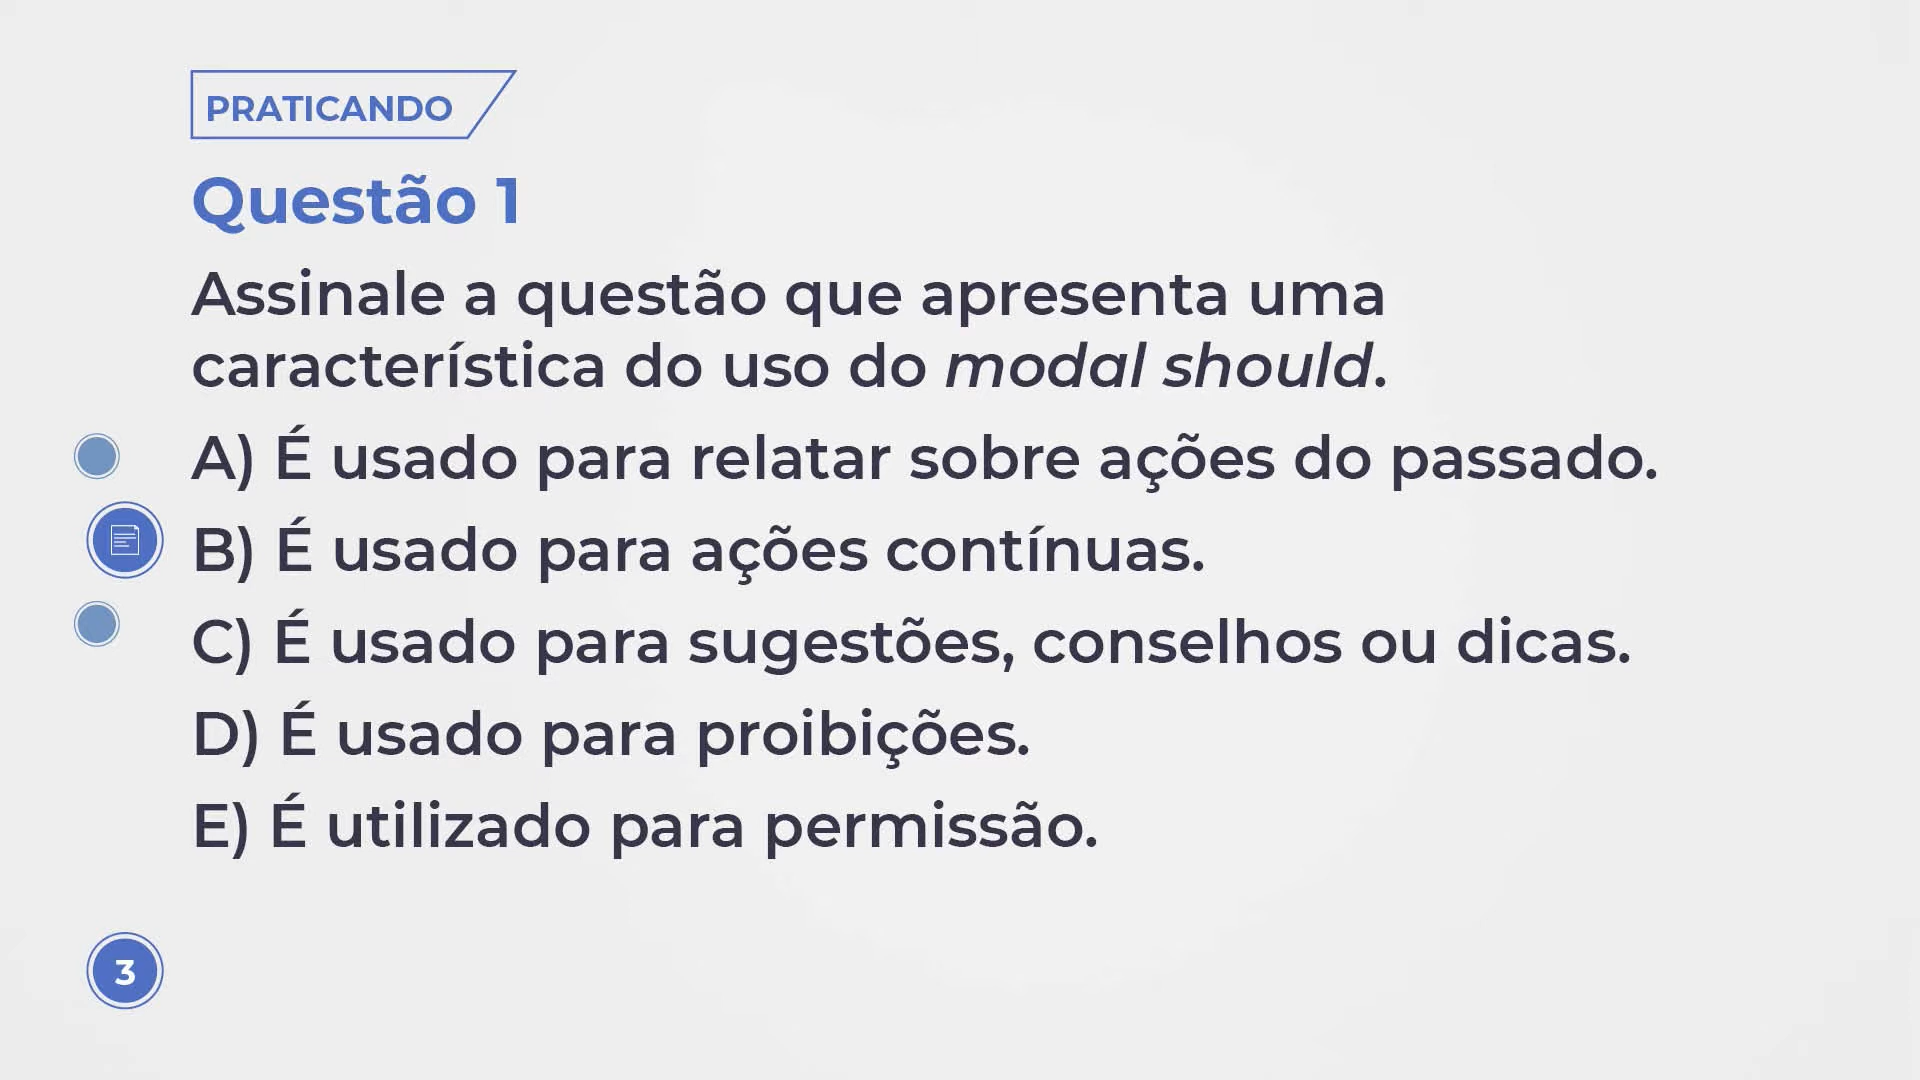 PRATICANDO
Questão 1
Assinale a questão que apresenta uma
característica do uso do modal should.
A) É usado para relatar sobre ações do passado.
B) É usado para ações contínuas.
C) É usado para sugestões, conselhos ou dicas.
D) É usado para proibições.
E) É utilizado para permissão.
3